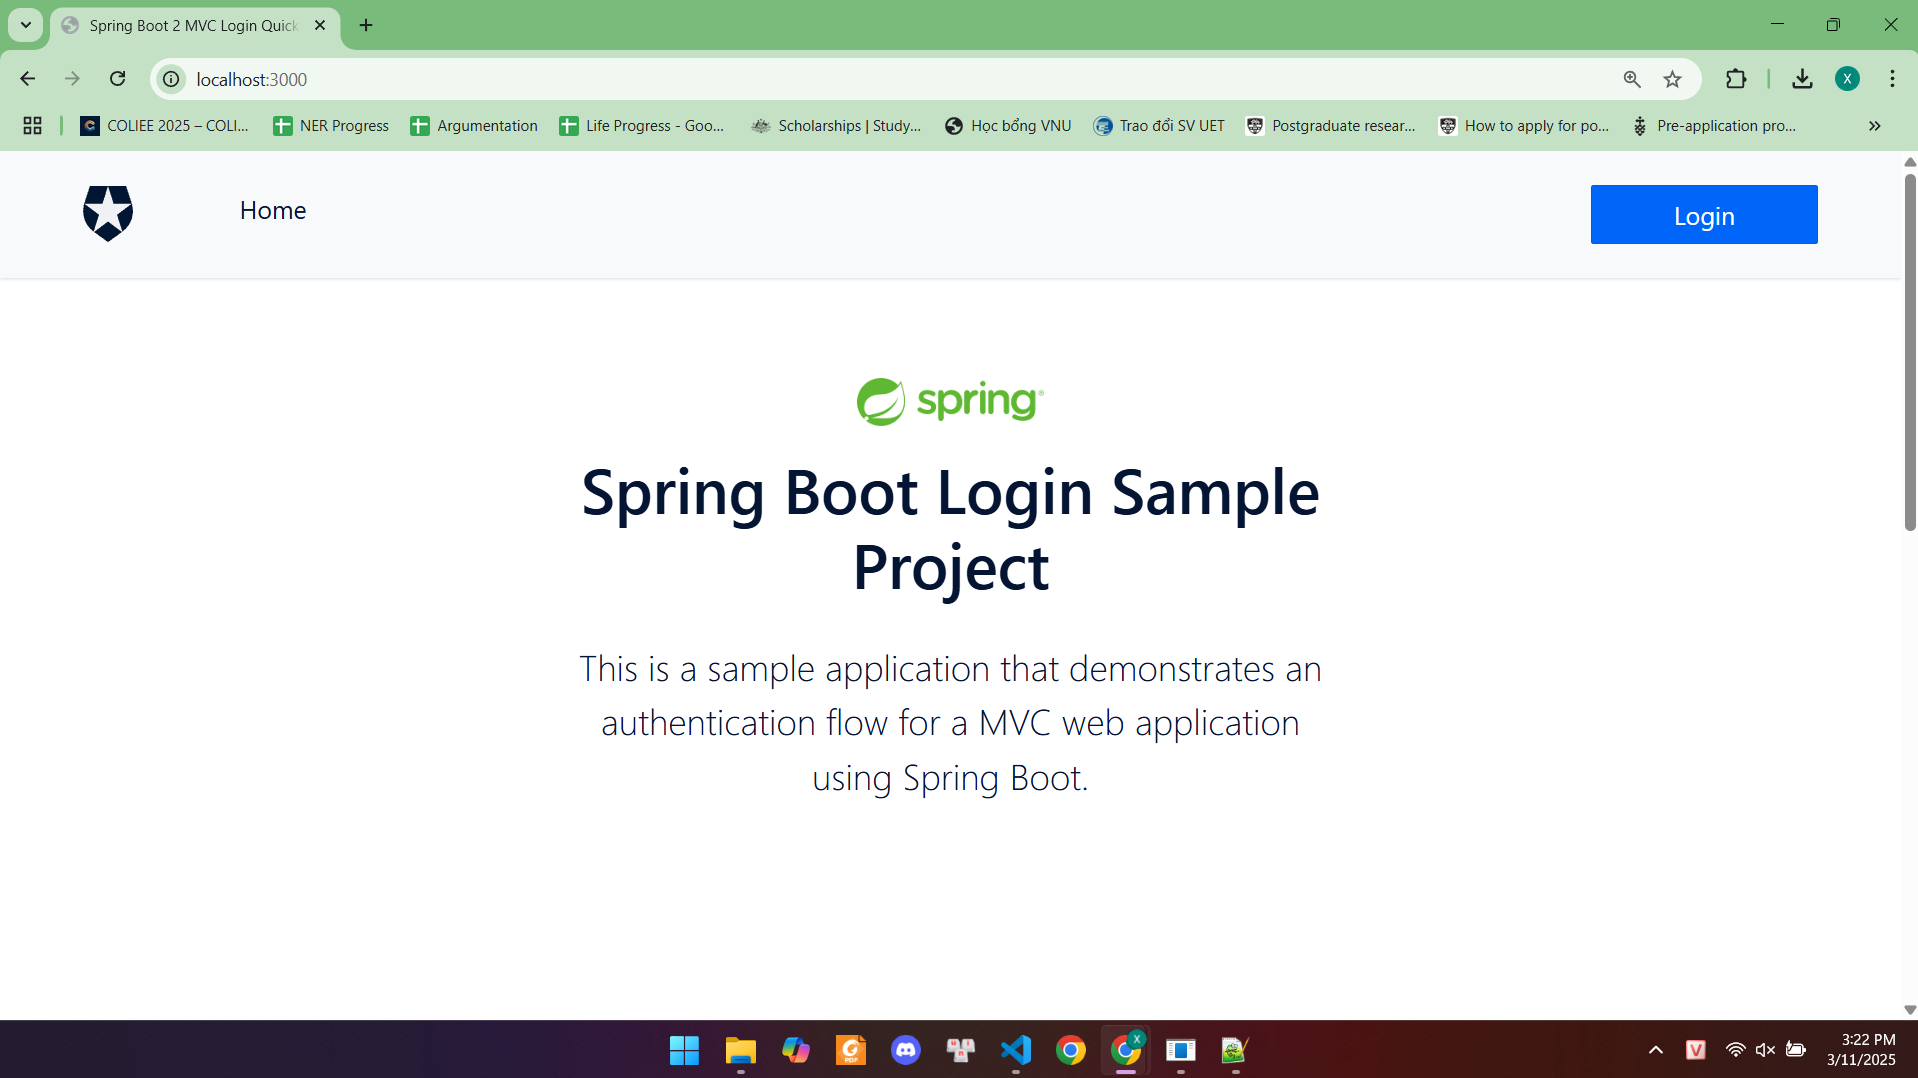 Spring Boot 2 MVC Login Quick
localhost:3000
X
COLIEE 2025 – COLI...
NER Progress
Argumentation
Life Progress - Goo...
Scholarships | Study...
Học bổng VNU
Trao đổi SV UET
Postgraduate resear...
How to apply for po...
Pre-application pro...
Home
Login
spring
Spring Boot Login Sample
Project
This is a sample application that demonstrates an
authentication flow for a MVC web application
using Spring Boot.
PDF
X
V
3:22 PM
3/11/2025